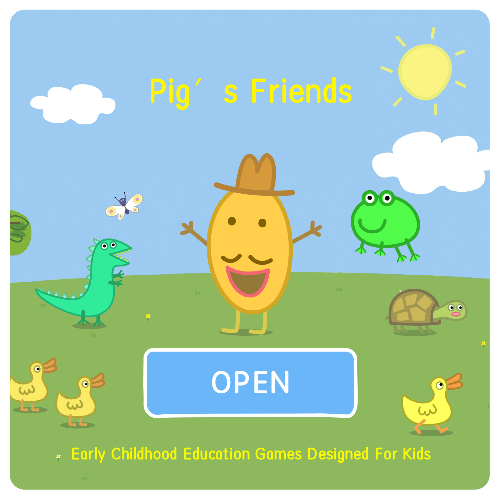 Pig´ s Friends
OPEN
Early Childhood Education Games Designed For Kids